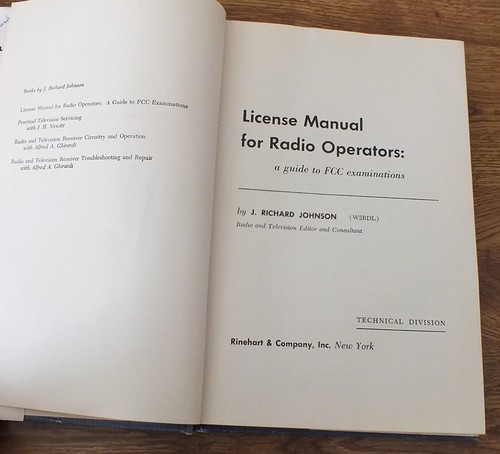 Books by J. Richard Johnson
License Manual for Radio Operators: A Guide to FCC Examinations
Practical Television Servicing
with J. H. Newitt
Radio and Television Receiver Circuitry and Operation
with Alfred A. Ghirardi
Radio and Television Receiver Troubleshooting and Repair
with Alfred A. Ghirardi
License Manual
for Radio Operators:
a guide to FCC examinations
by J. RICHARD JOHNSON (W2BDL)
Radio and Television Editor and Consultant
TECHNICAL DIVISION
Rinehart & Company, Inc. New York